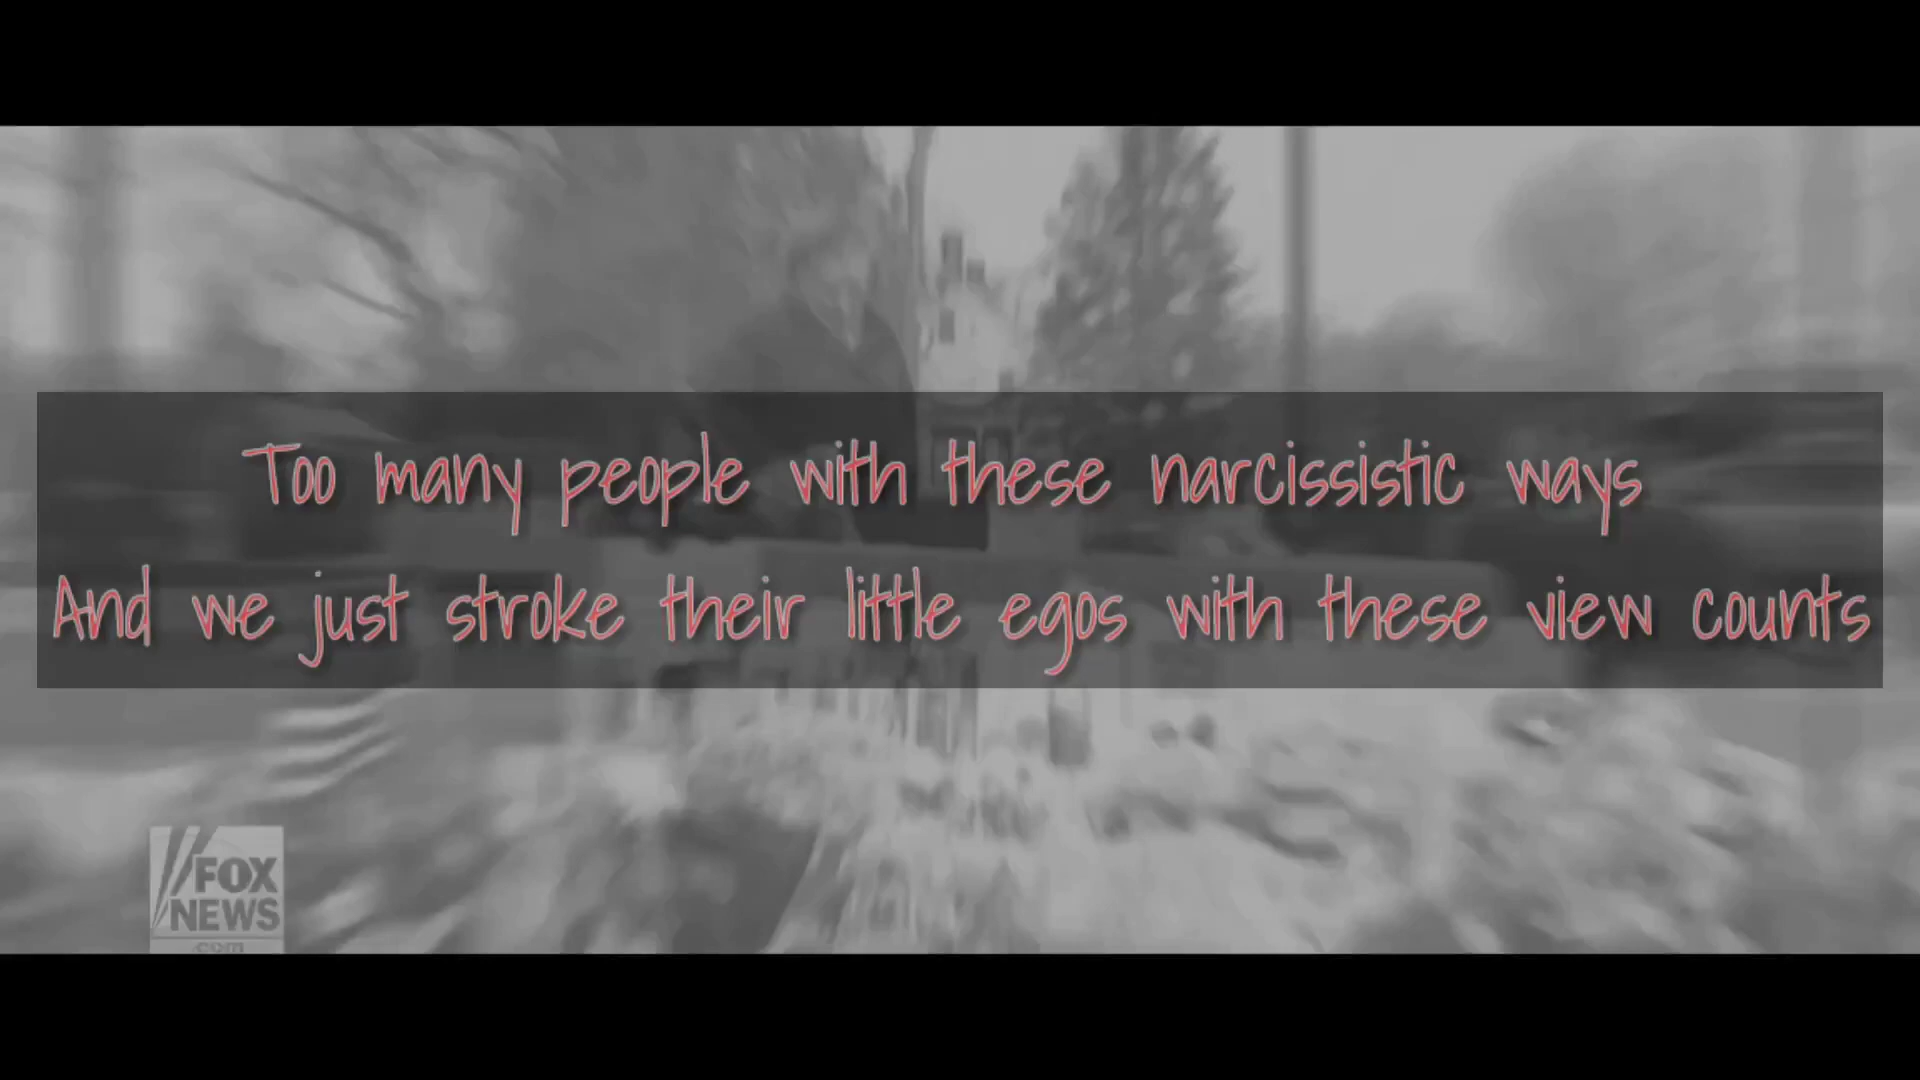 Too many people with these narcissistic ways
And we just stroke their little egos with these view counts
FOX
NEWS
.com